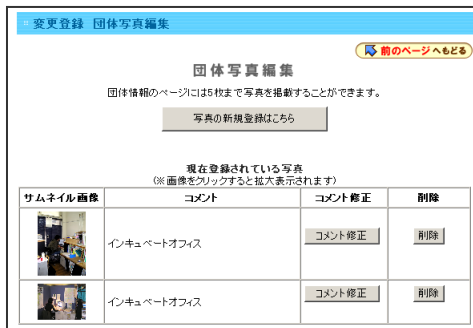 変更登録 団体写真編集
前のページへもどる
団体写真編集
団体情報のページには5枚まで写真を掲載することができます。
写真の新規登録はこちら
現在登録されている写真
(※画像をクリックすると拡大表示されます)
サムネイル画像 コメント コメント修正 削除
インキュベートオフィス コメント修正 削除
インキュベートオフィス コメント修正 削除